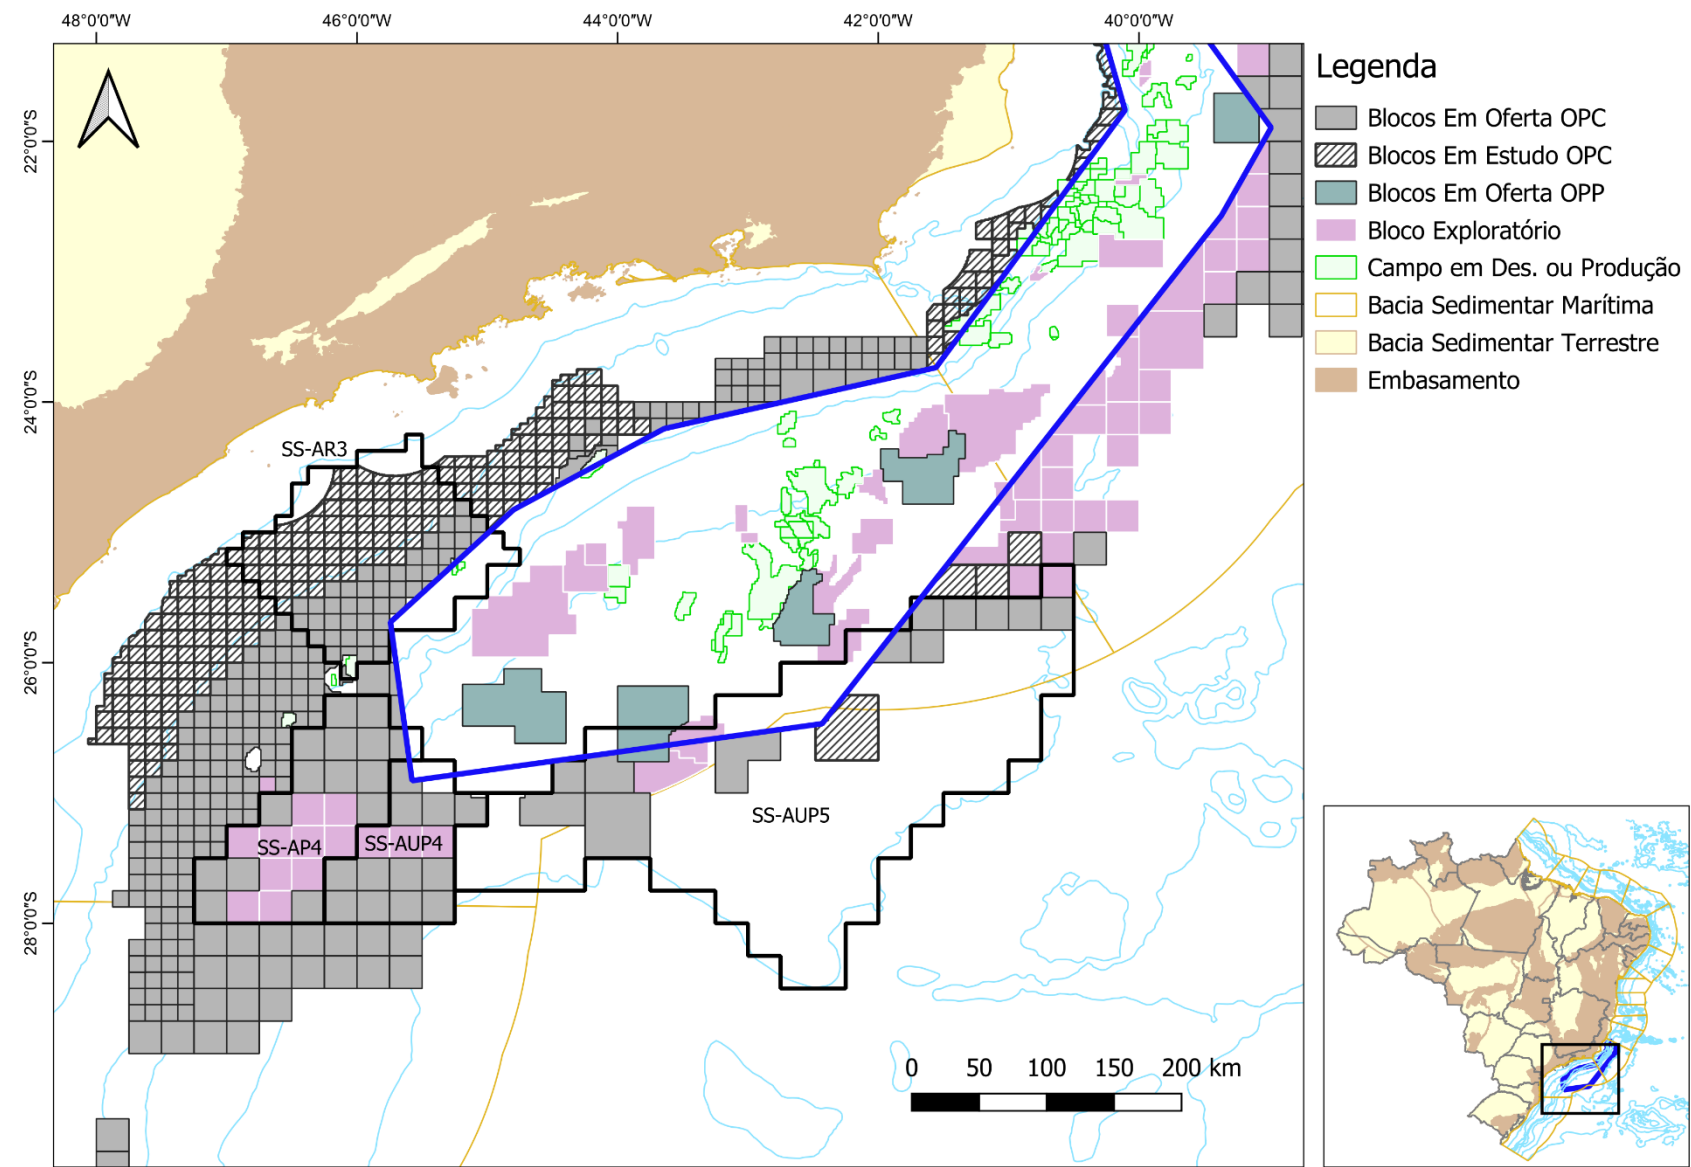 48°0'0"W 46°0'0"W 44°0'0"W 42°0'0"W 40°0'0"W
22°0'0"S
24°0'0"S
26°0'0"S
28°0'0"S
SS-AR3
SS-AUP5
SS-AP4
SS-AUP4
0 50 100 150 200 km
Legenda
Blocos Em Oferta OPC
Blocos Em Estudo OPC
Blocos Em Oferta OPP
Bloco Exploratório
Campo em Des. ou Produção
Bacia Sedimentar Marítima
Bacia Sedimentar Terrestre
Embasamento